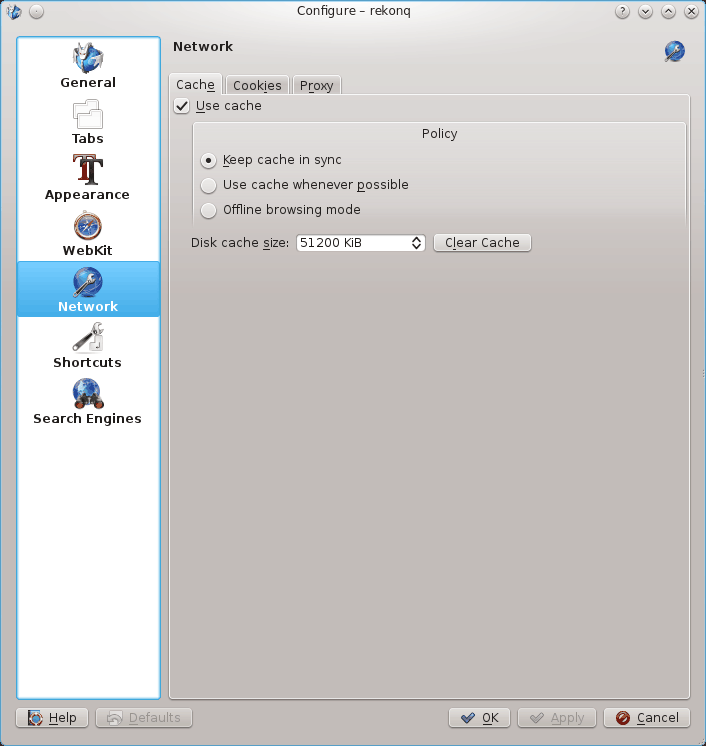 Configure – rekonq
General
Tabs
Appearance
WebKit
Network
Shortcuts
Search Engines
Network
Cache Cookies Proxy
Use cache
Policy
Keep cache in sync
Use cache whenever possible
Offline browsing mode
Disk cache size: 51200 KiB Clear Cache
Help Defaults OK Apply Cancel